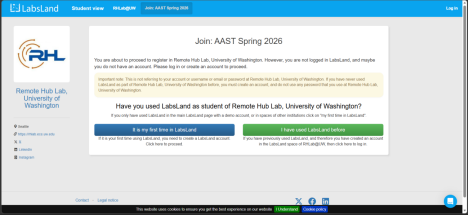 LabsLand
Student view
RHLab@UW
Join: AAST Spring 2026
Log in
RHL
Remote Hub Lab,
University of
Washington
Seattle
https://rhlab.ece.uw.edu
X
LinkedIn
Instagram
Join: AAST Spring 2026
You are about to proceed to register in Remote Hub Lab, University of Washington. However, you are not logged in LabsLand, and maybe
you do not have an account. Please log in or create an account to proceed.
Important note: This is not referring to your account or username or email or password at Remote Hub Lab, University of Washington. If you have never used
LabsLand as part of Remote Hub Lab, University of Washington before, you must create an account, and do not use any password that you use at Remote Hub Lab,
University of Washington.
Have you used LabsLand as student of Remote Hub Lab, University of Washington?
If you only have used LabsLand in the main LabsLand page with a demo account, or in spaces of other institutions click on "my first time in LabsLand".
It is my first time in LabsLand
If it is your first time using LabsLand, you need to create a LabsLand account.
Click here to proceed
I have used LabsLand before
If you have previously used LabsLand, and therefore you have created an account
in the LabsLand space of RHLab@UW, then click here to log in.
Contact
Legal notice
This website uses cookies to ensure you get the best experience on our website
I Understand
Cookie policy